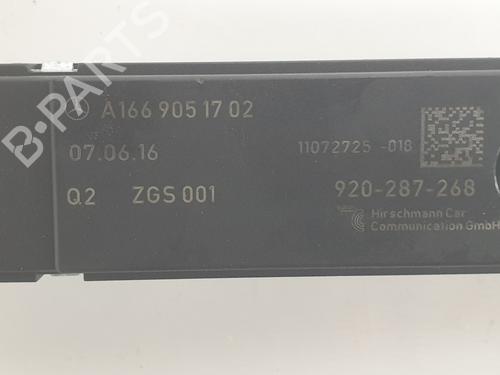 A166 905 17 02
07.06.16
11072725 -018
Q2 ZGS 001
920-287-268
Hirschmann Car
Communication GmbH
B-PARTS